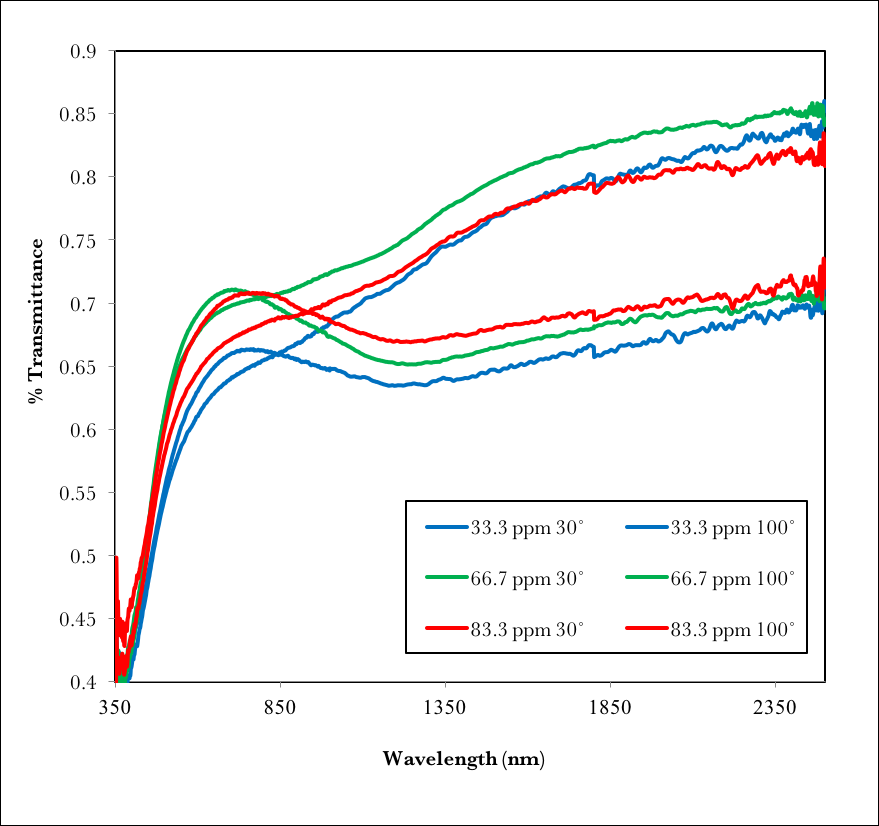 0.9
0.85
0.8
0.75
0.7
0.65
0.6
0.55
0.5
0.45
0.4
% Transmittance
33.3 ppm 30° 33.3 ppm 100°
66.7 ppm 30° 66.7 ppm 100°
83.3 ppm 30° 83.3 ppm 100°
350 850 1350 1850 2350
Wavelength (nm)